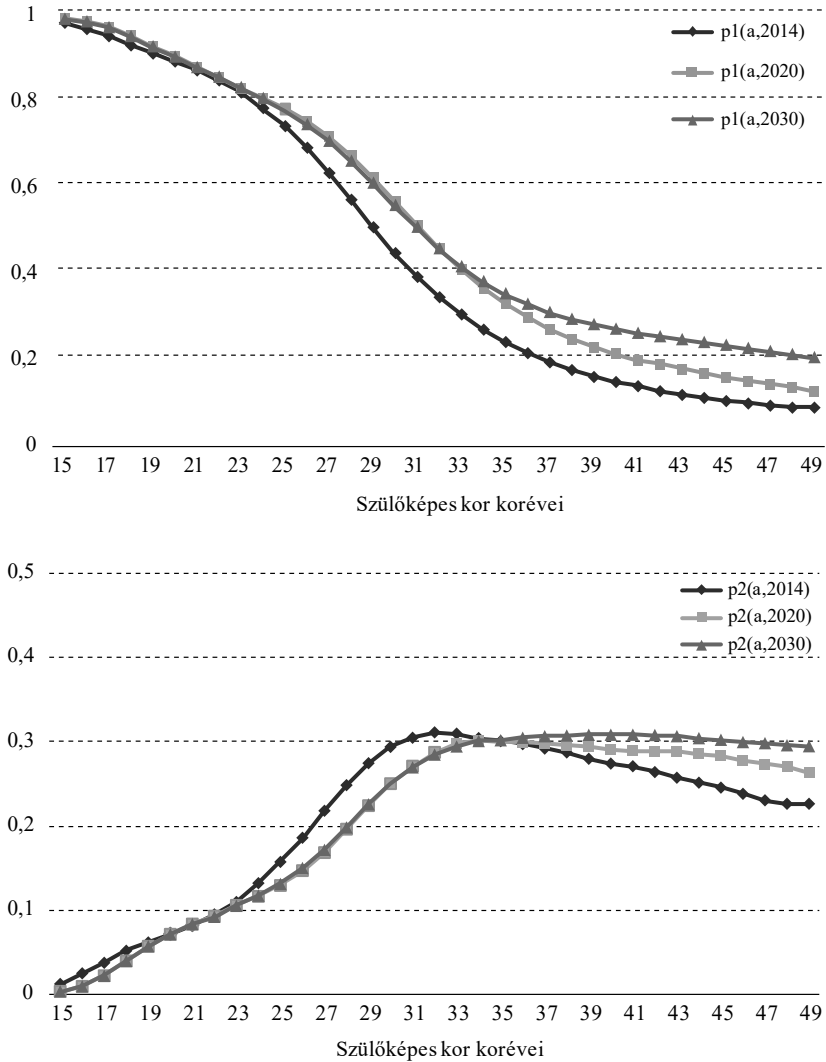 1
0,8
0,6
0,4
0,2
0
p1(a,2014)
p1(a,2020)
p1(a,2030)
15 17 19 21 23 25 27 29 31 33 35 37 39 41 43 45 47 49
Szülőképes kor korévei
0,5
0,4
0,3
0,2
0,1
0
p2(a,2014)
p2(a,2020)
p2(a,2030)
15 17 19 21 23 25 27 29 31 33 35 37 39 41 43 45 47 49
Szülőképes kor korévei